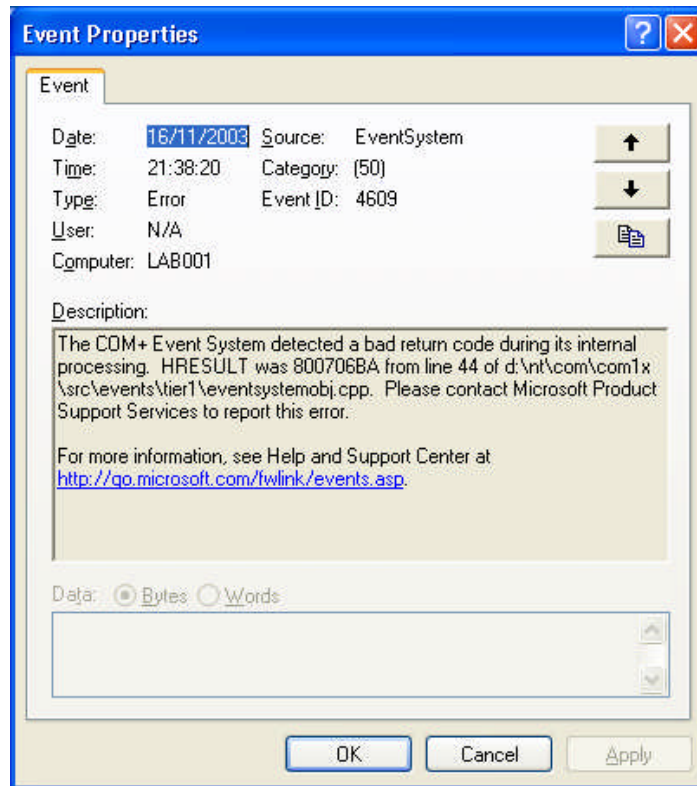 Event Properties
Event
Date: 16/11/2003 Source: EventSystem
Time: 21:38:20 Category: (50)
Type: Error Event ID: 4609
User: N/A
Computer: LAB001
Description:
The COM+ Event System detected a bad return code during its internal
processing. HRESULT was 800706BA from line 44 of d:\nt\com\com1x
\src\events\tier1\eventsystemobj.cpp. Please contact Microsoft Product
Support Services to report this error.
For more information, see Help and Support Center at
http://go.microsoft.com/fwlink/events.asp.
Data: Bytes Words
OK Cancel Apply